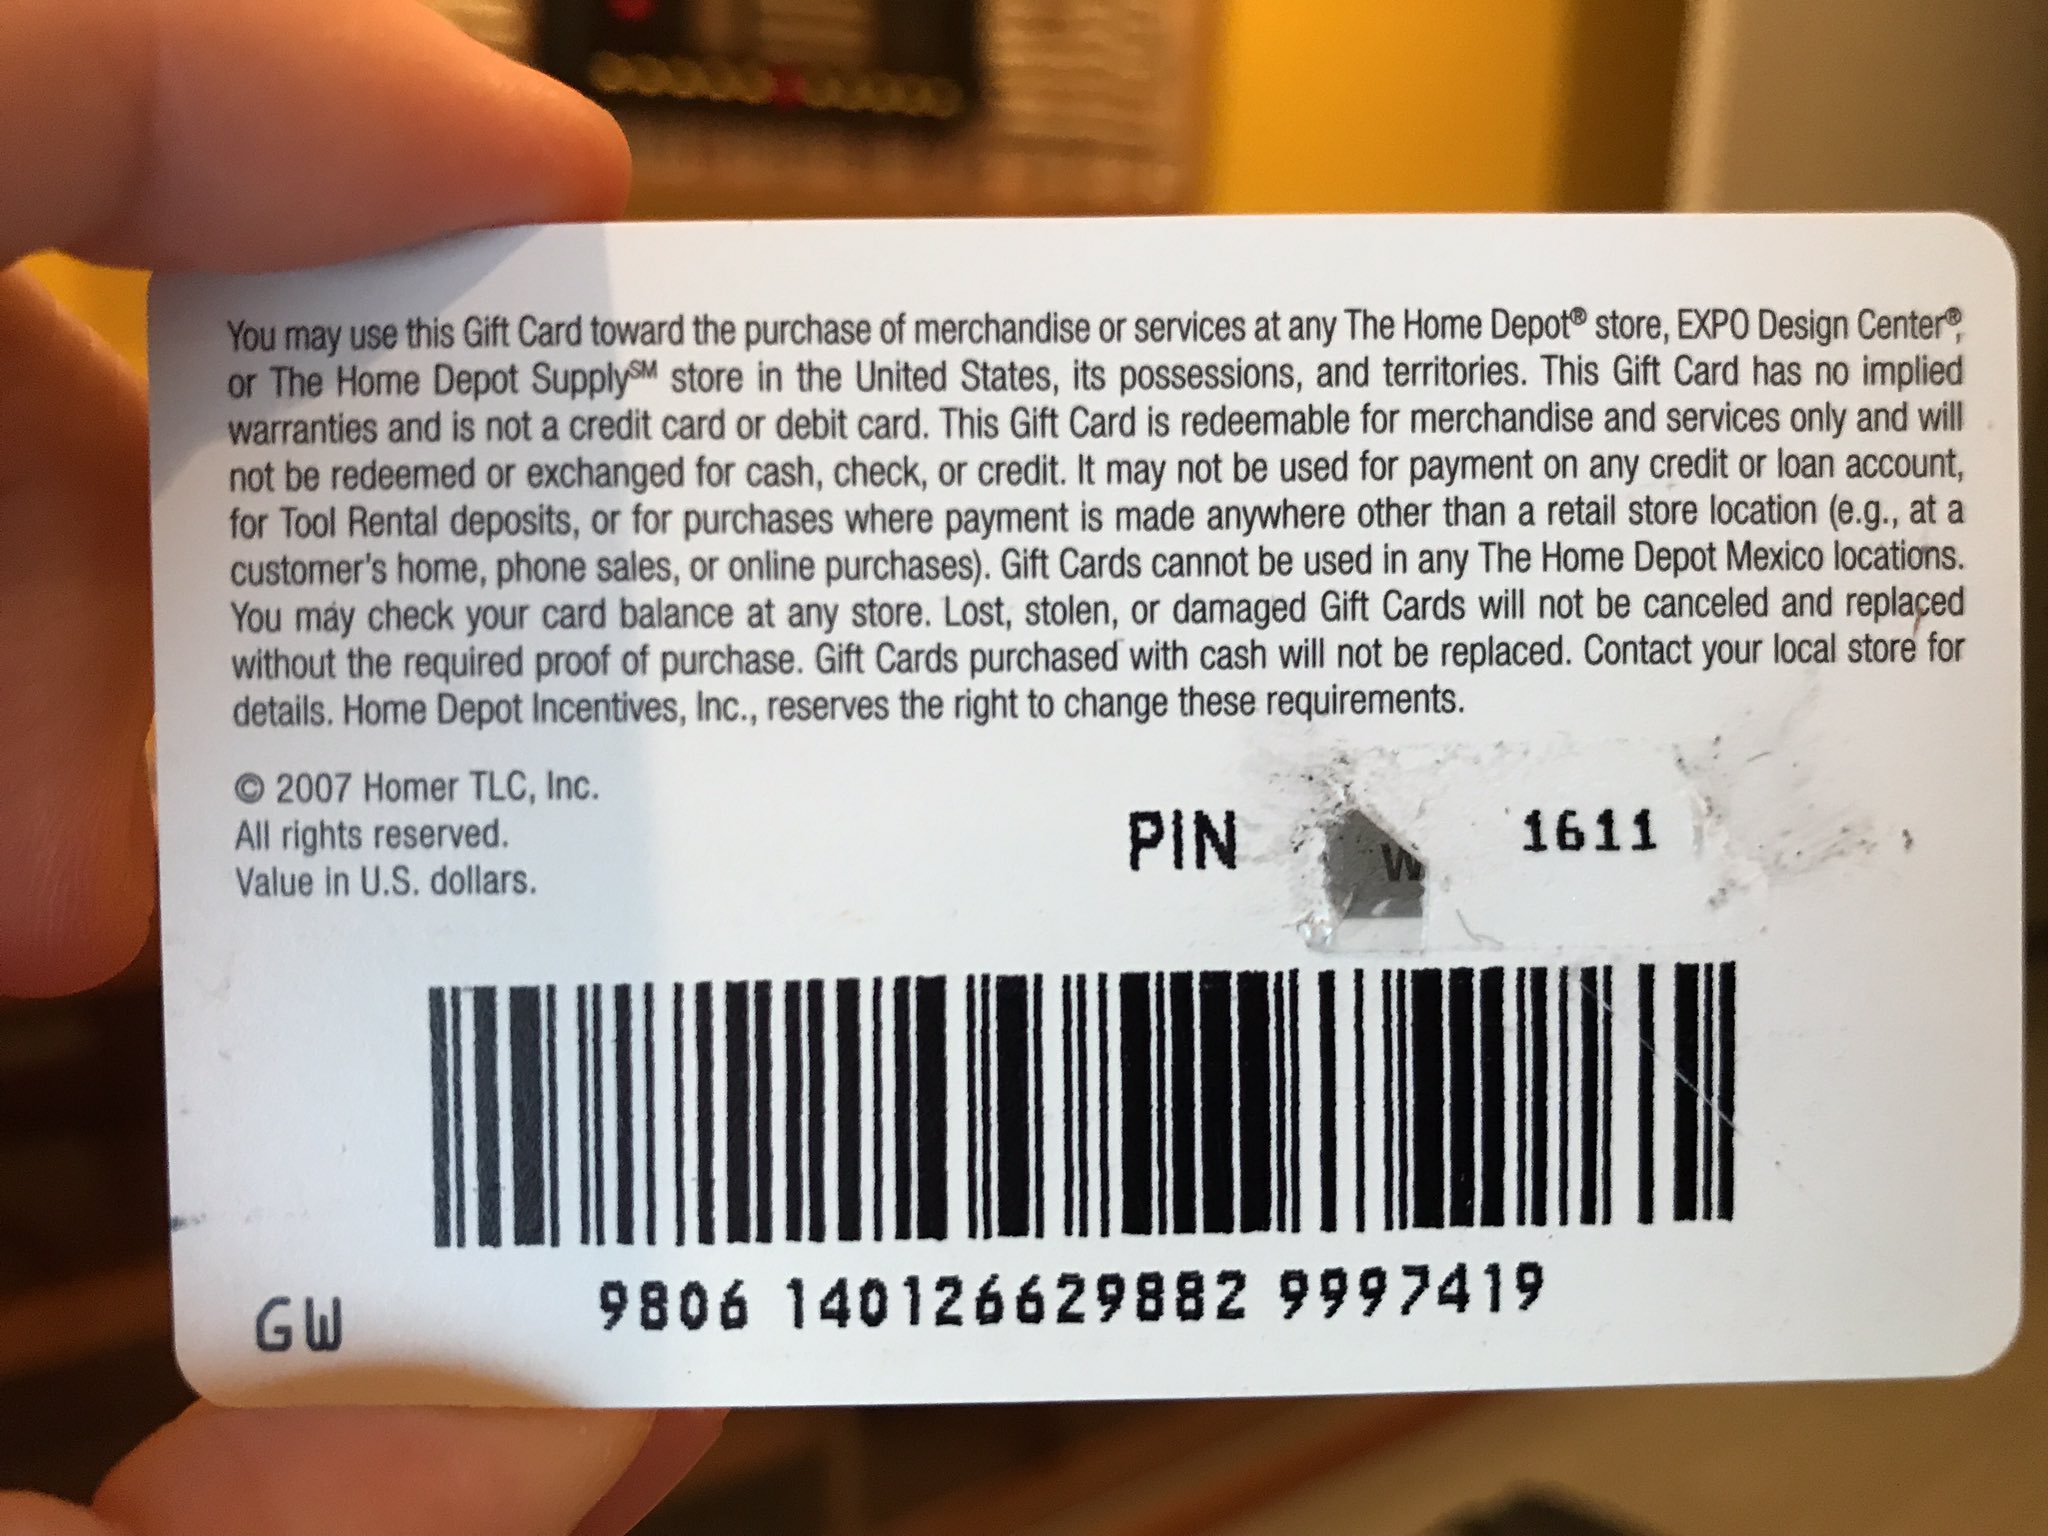 You may use this Gift Card toward the purchase of merchandise or services at any The Home Depot® store, EXPO Design Center®,
or The Home Depot Supply℠ store in the United States, its possessions, and territories. This Gift Card has no implied
warranties and is not a credit card or debit card. This Gift Card is redeemable for merchandise and services only and will
not be redeemed or exchanged for cash, check, or credit. It may not be used for payment on any credit or loan account,
for Tool Rental deposits, or for purchases where payment is made anywhere other than a retail store location (e.g., at a
customer's home, phone sales, or online purchases). Gift Cards cannot be used in any The Home Depot Mexico locations.
You may check your card balance at any store. Lost, stolen, or damaged Gift Cards will not be canceled and replaced
without the required proof of purchase. Gift Cards purchased with cash will not be replaced. Contact your local store for
details. Home Depot Incentives, Inc., reserves the right to change these requirements.
© 2007 Homer TLC, Inc.
All rights reserved.
Value in U.S. dollars.
PIN 1611
GW 9806 140126629882 9997419